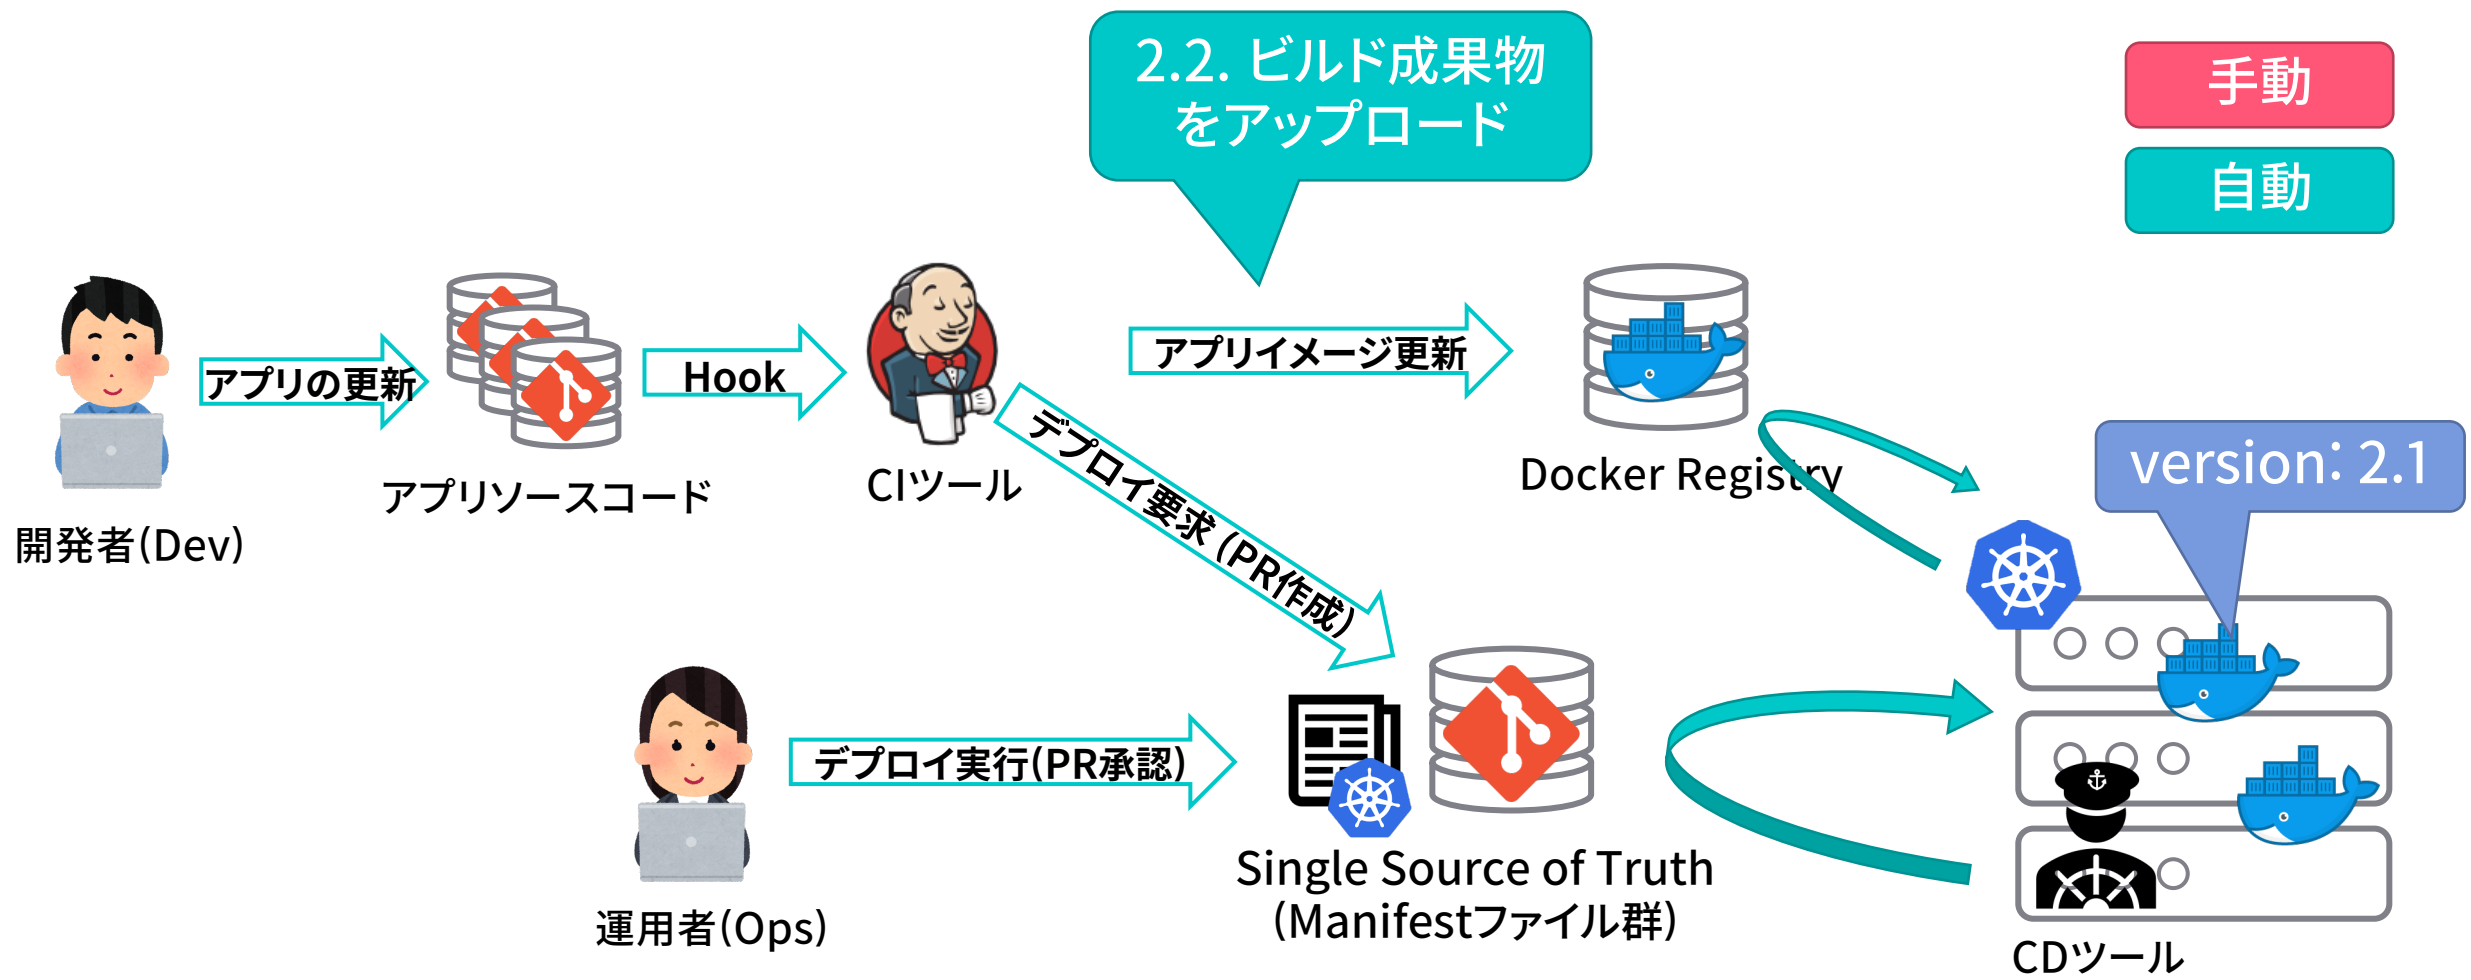 2.2. ビルド成果物
をアップロード
手動
自動
アプリの更新
Hook
アプリイメージ更新
デプロイ要求 (PR作成)
version: 2.1
Docker Registry
CIツール
アプリソースコード
開発者(Dev)
デプロイ実行(PR承認)
Single Source of Truth
(Manifestファイル群)
運用者(Ops)
CDツール